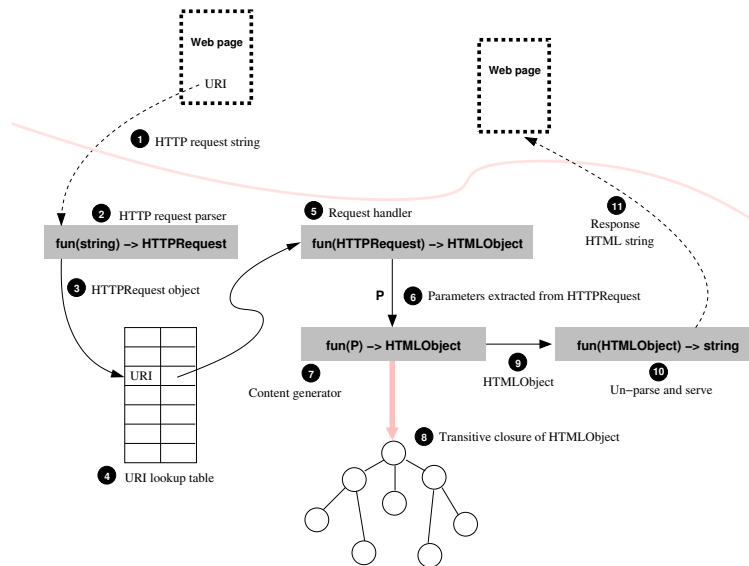 Web page
URI
Web page
1 HTTP request string
2 HTTP request parser
fun(string) −> HTTPRequest
3 HTTPRequest object
URI
4 URI lookup table
5 Request handler
fun(HTTPRequest) −> HTMLObject
P
6 Parameters extracted from HTTPRequest
fun(P) −> HTMLObject
7
Content generator
8 Transitive closure of HTMLObject
9
HTMLObject
fun(HTMLObject) −> string
10
Un−parse and serve
11
Response
HTML string